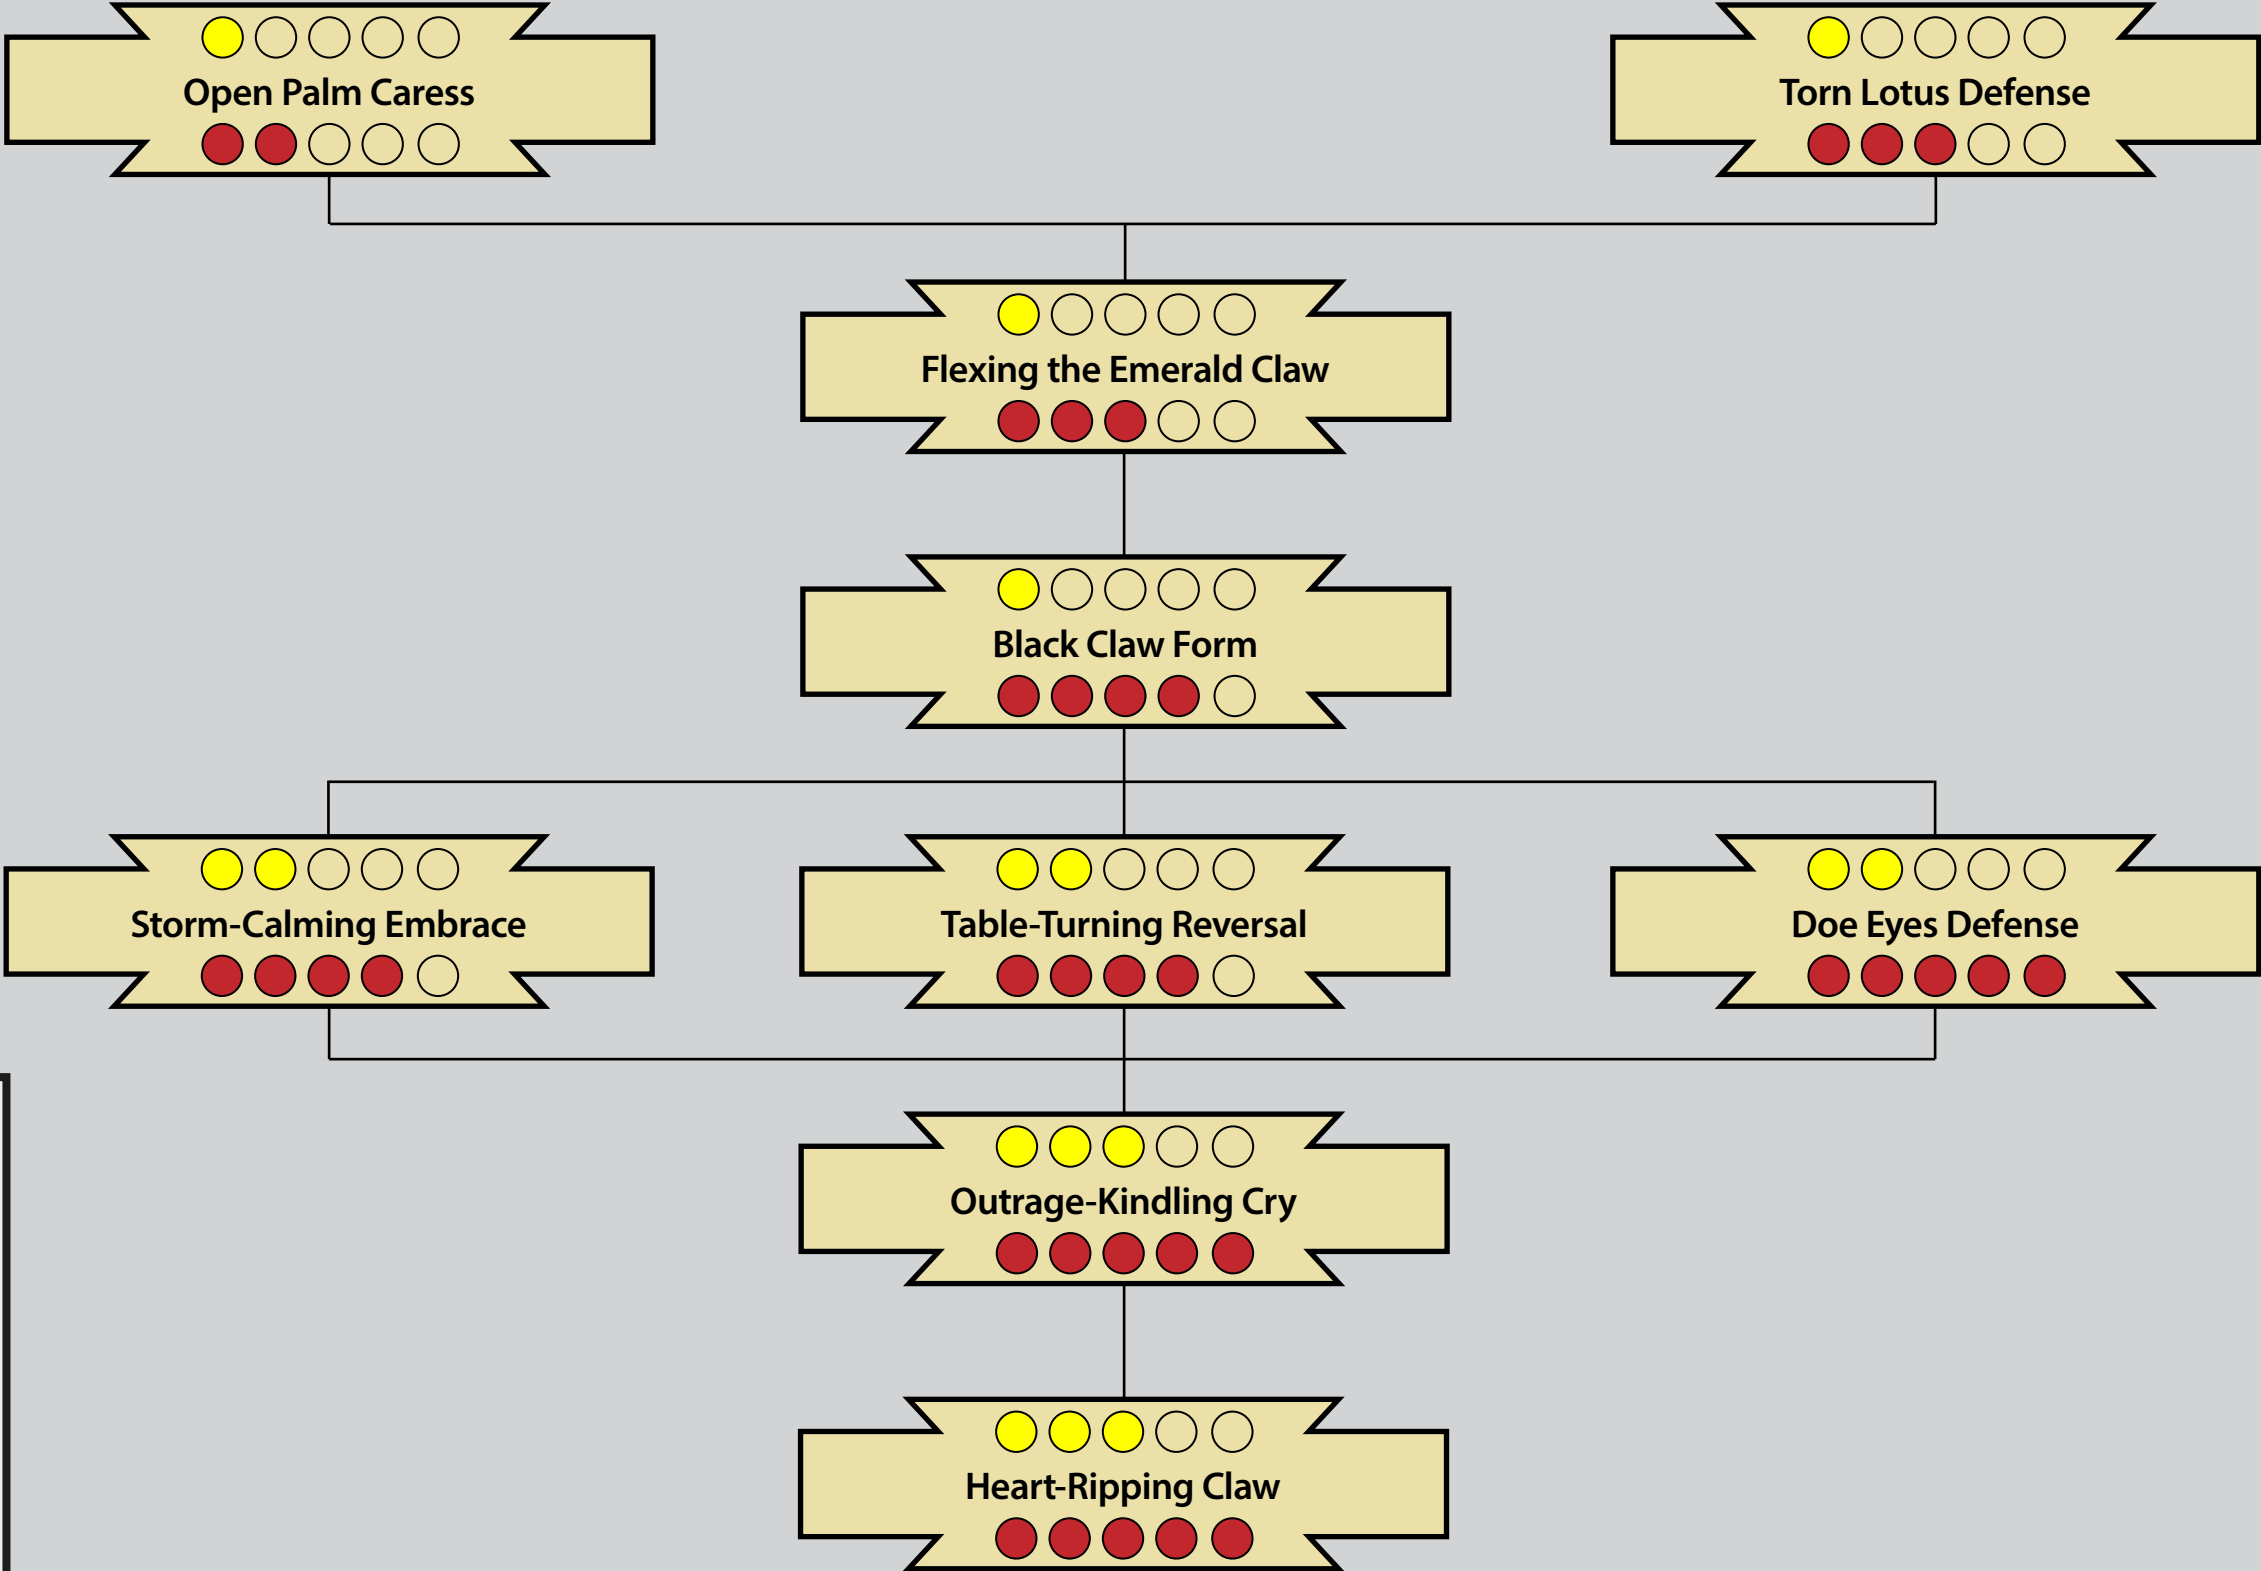 Open Palm Caress
Torn Lotus Defense
Flexing the Emerald Claw
Black Claw Form
Storm-Calming Embrace
Table-Turning Reversal
Doe Eyes Defense
Outrage-Kindling Cry
Heart-Ripping Claw